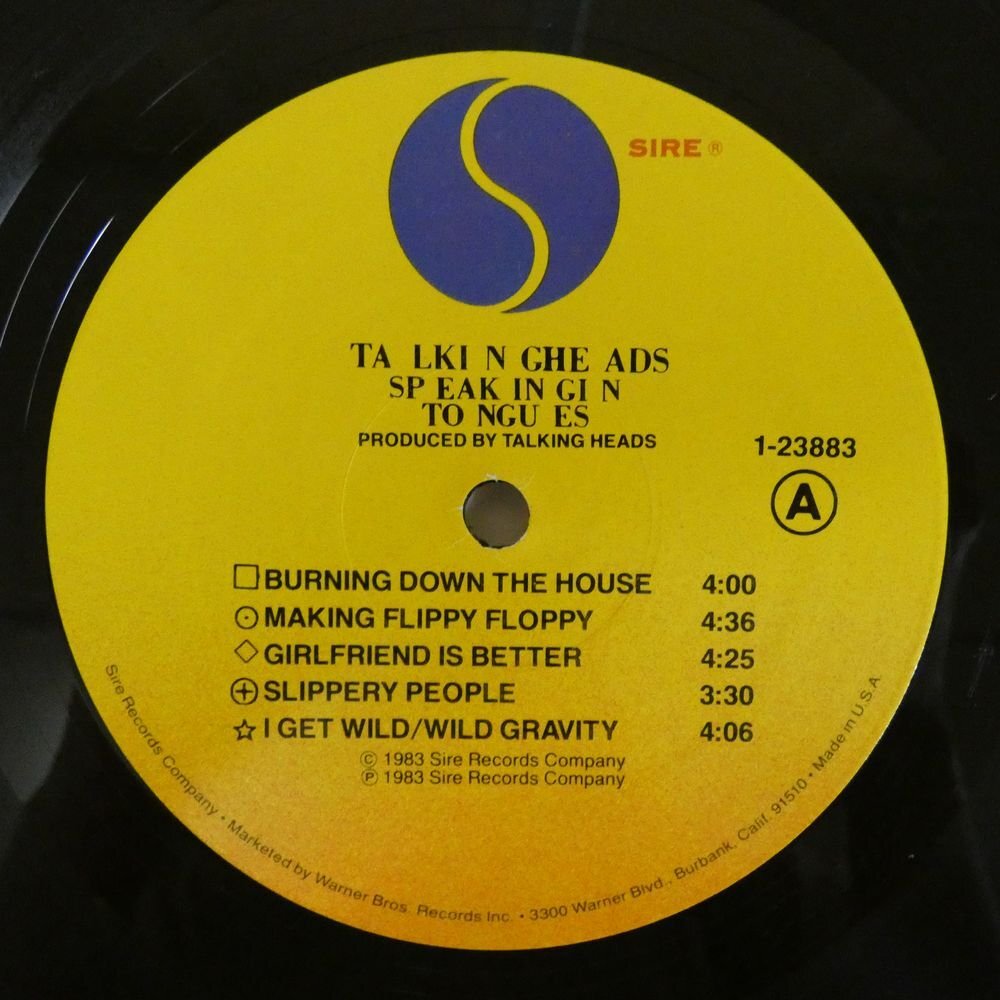 SIRE ®
TA LKI N GHE ADS
SP EAK IN GI N
TO NGU ES
PRODUCED BY TALKING HEADS
1-23883
A
BURNING DOWN THE HOUSE 4:00
MAKING FLIPPY FLOPPY 4:36
GIRLFRIEND IS BETTER 4:25
SLIPPERY PEOPLE 3:30
I GET WILD/WILD GRAVITY 4:06
© 1983 Sire Records Company
℗ 1983 Sire Records Company
Sire Records Company • Marketed by Warner Bros. Records Inc. • 3300 Warner Blvd., Burbank, Calif. 91510 • Made in U.S.A.